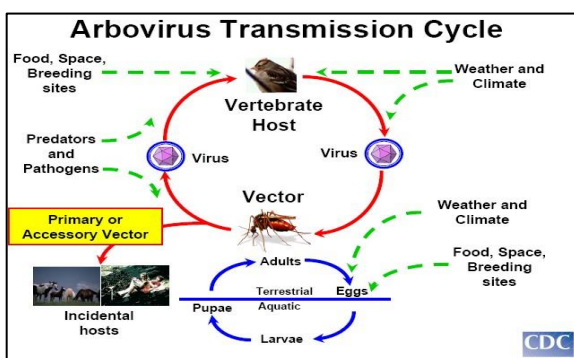 Arbovirus Transmission Cycle
Food, Space,
Breeding
sites
Weather and
Climate
Vertebrate
Host
Predators
and
Pathogens
Virus
Virus
Vector
Primary or
Accessory Vector
Weather and
Climate
Adults
Food, Space,
Breeding
sites
Terrestrial
Eggs
Pupae
Aquatic
Incidental
hosts
Larvae
CDC